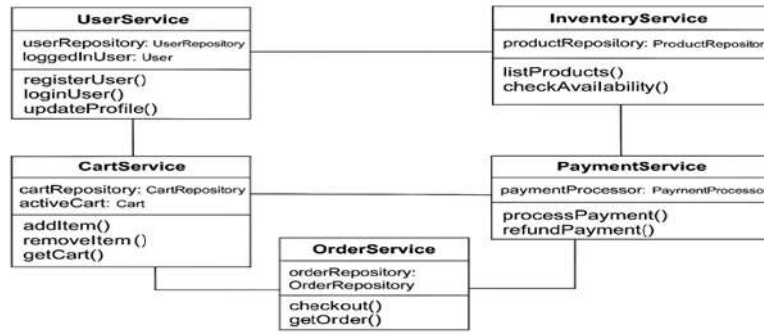 UserService
userRepository: UserRepository
loggedInUser: User
registerUser()
loginUser()
updateProfile()
InventoryService
productRepository: ProductRepositor
listProducts()
checkAvailability()
CartService
cartRepository: CartRepository
activeCart: Cart
addItem()
removeItem()
getCart()
PaymentService
paymentProcessor: PaymentProcesso
processPayment()
refundPayment()
OrderService
orderRepository:
OrderRepository
checkout()
getOrder()